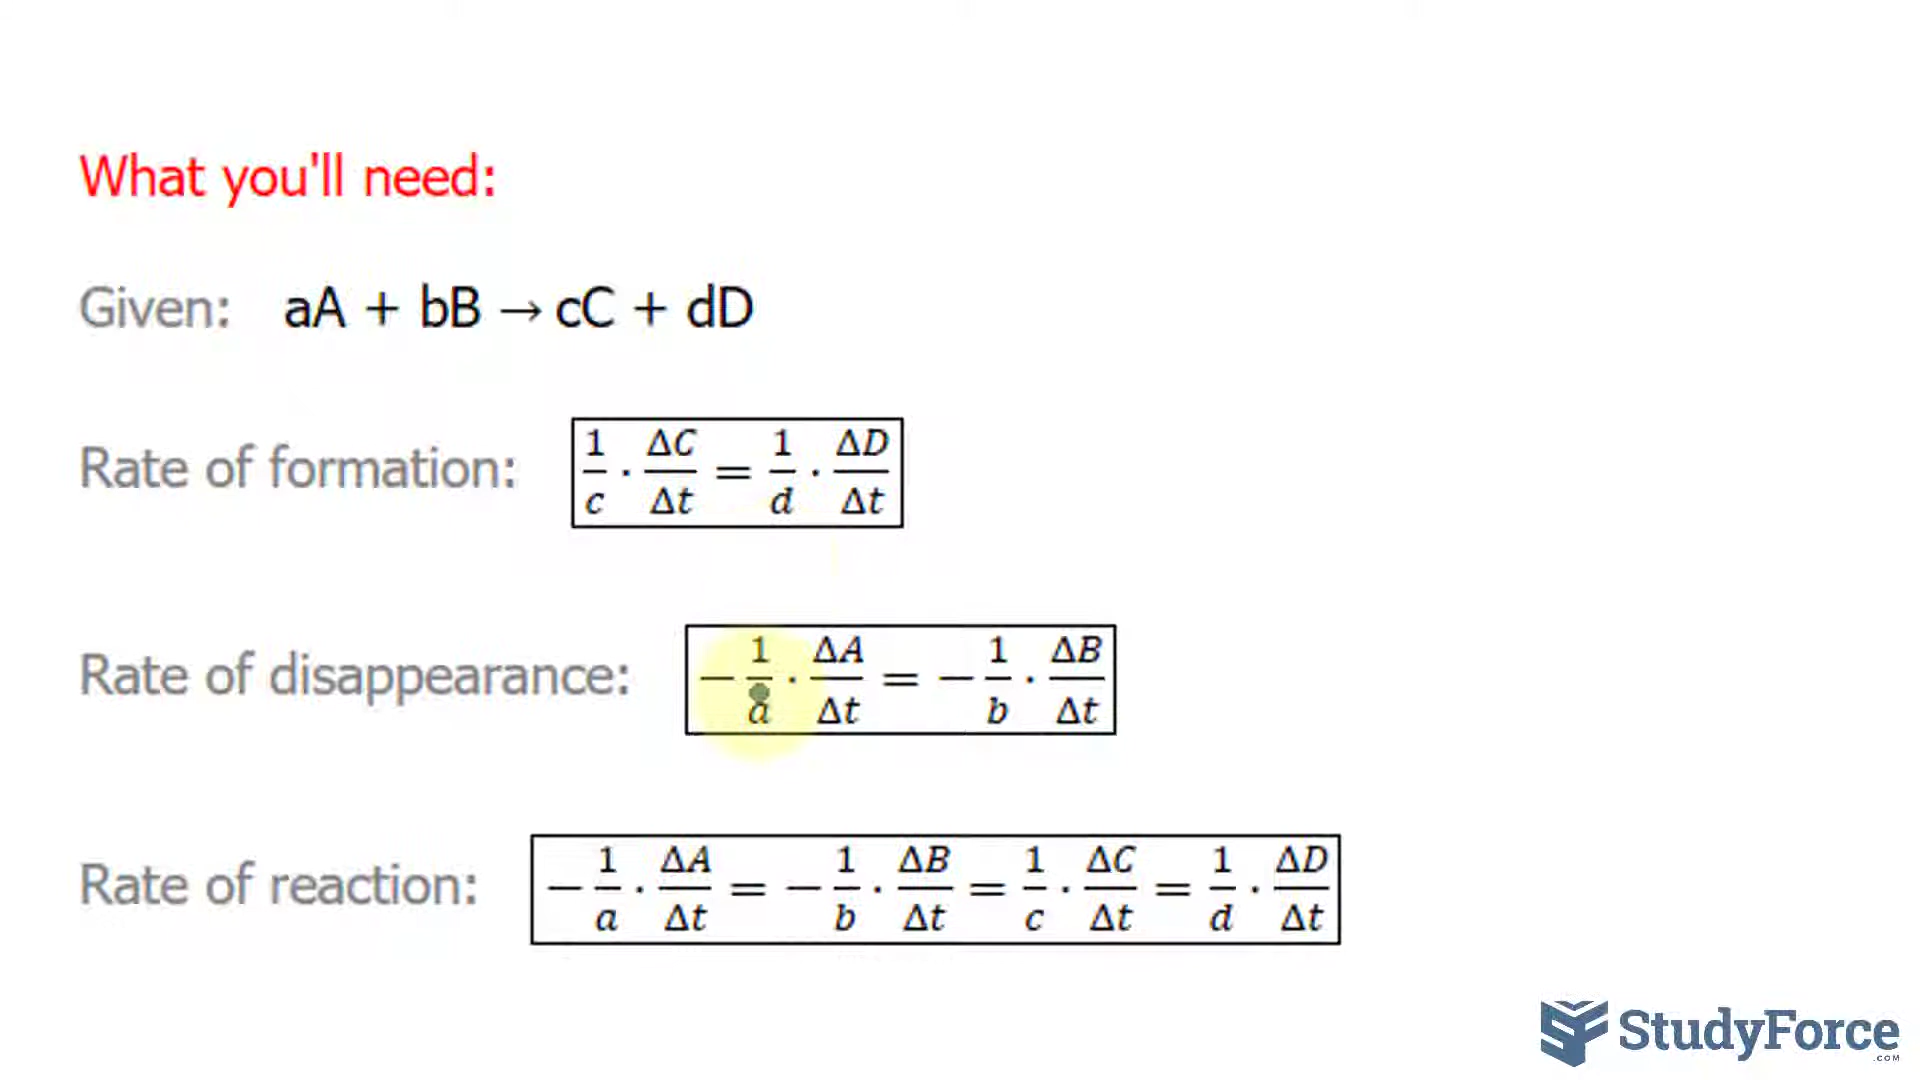 What you'll need:
Given: aA + bB → cC + dD
Rate of formation: 1/c · ΔC/Δt = 1/d · ΔD/Δt
Rate of disappearance: −1/a · ΔA/Δt = −1/b · ΔB/Δt
Rate of reaction: −1/a · ΔA/Δt = −1/b · ΔB/Δt = 1/c · ΔC/Δt = 1/d · ΔD/Δt
StudyForce
.COM